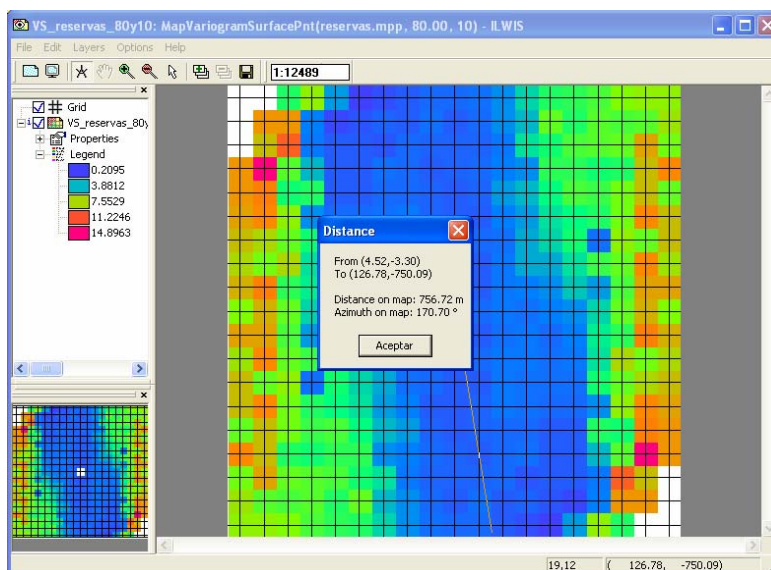 VS_reservas_80y10: MapVariogramSurfacePnt(reservas.mpp, 80.00, 10) - ILWIS
File Edit Layers Options Help
1:12489
Grid
VS_reservas_80y
Properties
Legend
0.2095
3.8812
7.5529
11.2246
14.8963
Distance
From (4.52,-3.30)
To (126.78,-750.09)
Distance on map: 756.72 m
Azimuth on map: 170.70 °
Aceptar
19,12 ( 126.78, -750.09)